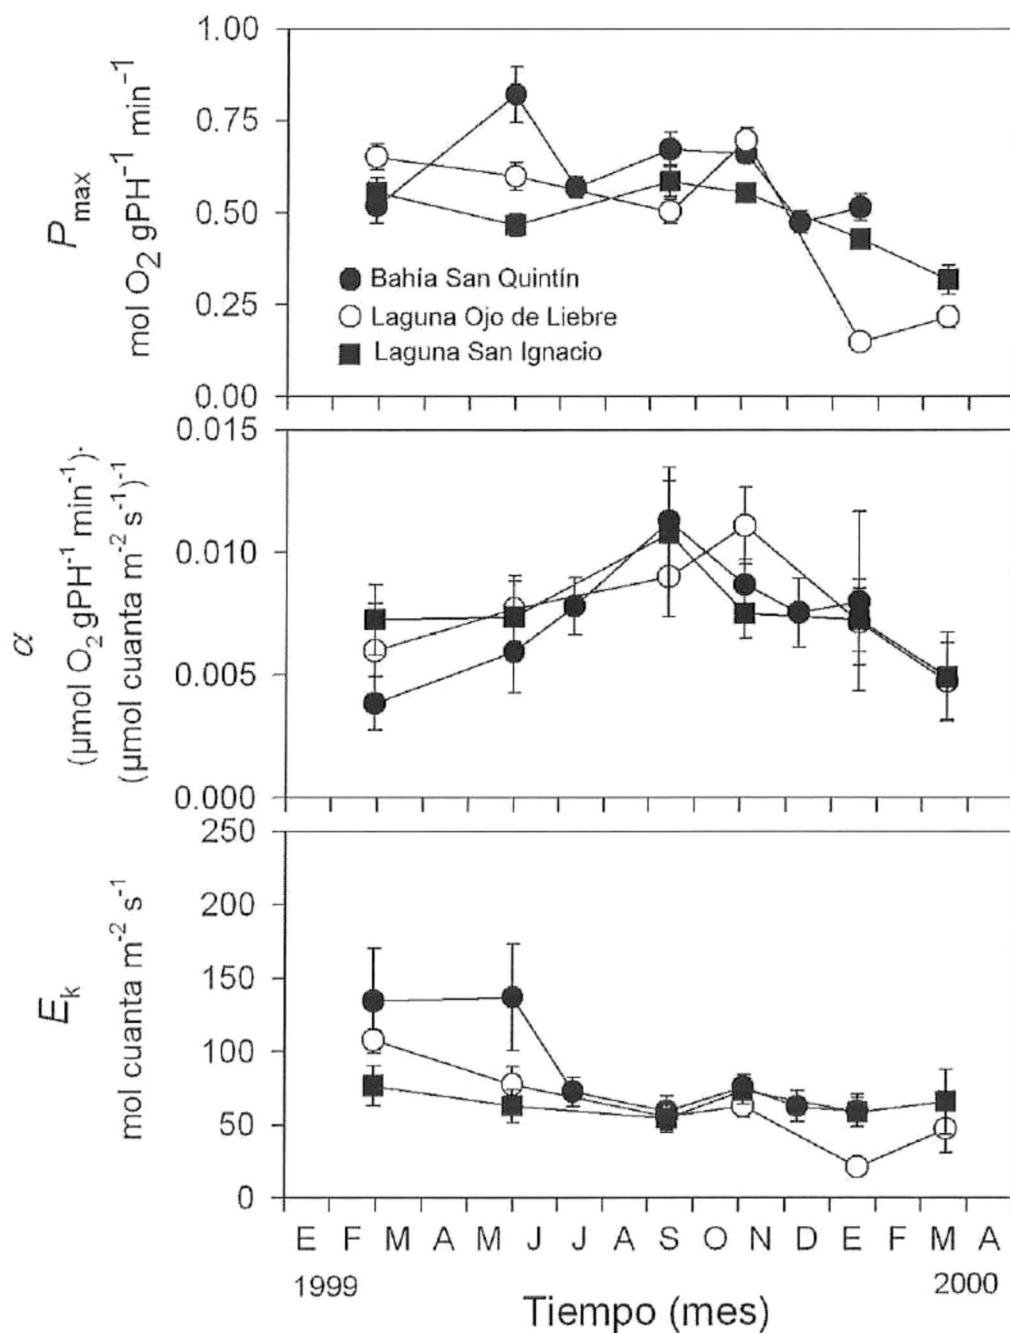 P max
mol O2 gPH-1 min-1
1.00
0.75
0.50
0.25
0.00
Bahía San Quintín
Laguna Ojo de Liebre
Laguna San Ignacio
α
(µmol O2 gPH-1 min-1)·
(µmol cuanta m-2 s-1)-1
0.015
0.010
0.005
0.000
Ek
mol cuanta m-2 s-1
250
200
150
100
50
0
E F M A M J J A S O N D E F M A
1999 2000
Tiempo (mes)